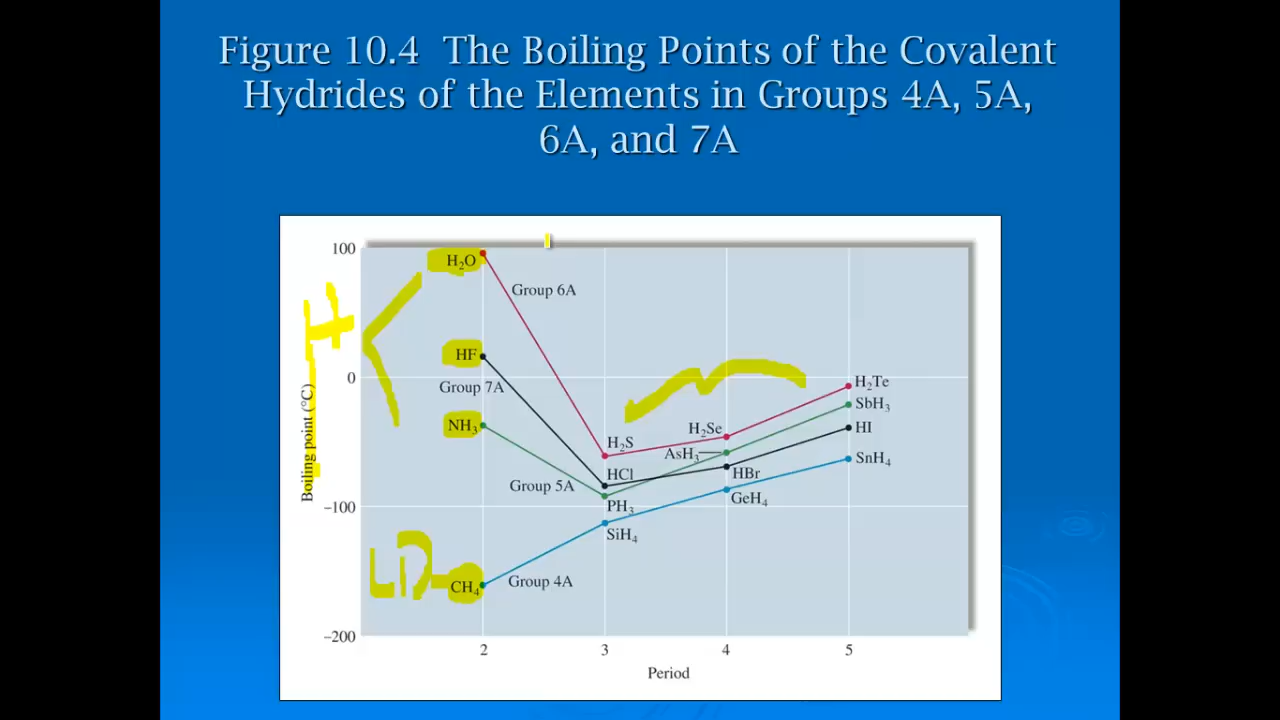 Figure 10.4 The Boiling Points of the Covalent
Hydrides of the Elements in Groups 4A, 5A,
6A, and 7A
100
H₂O
Group 6A
H
HF
0
Group 7A
H₂Te
SbH₃
NH₃
H₂S
H₂Se
HI
AsH₃
SnH₄
Boiling point (°C)
HCl
HBr
Group 5A
GeH₄
−100
PH₃
SiH₄
LD
CH₄
Group 4A
−200
2 3 4 5
Period